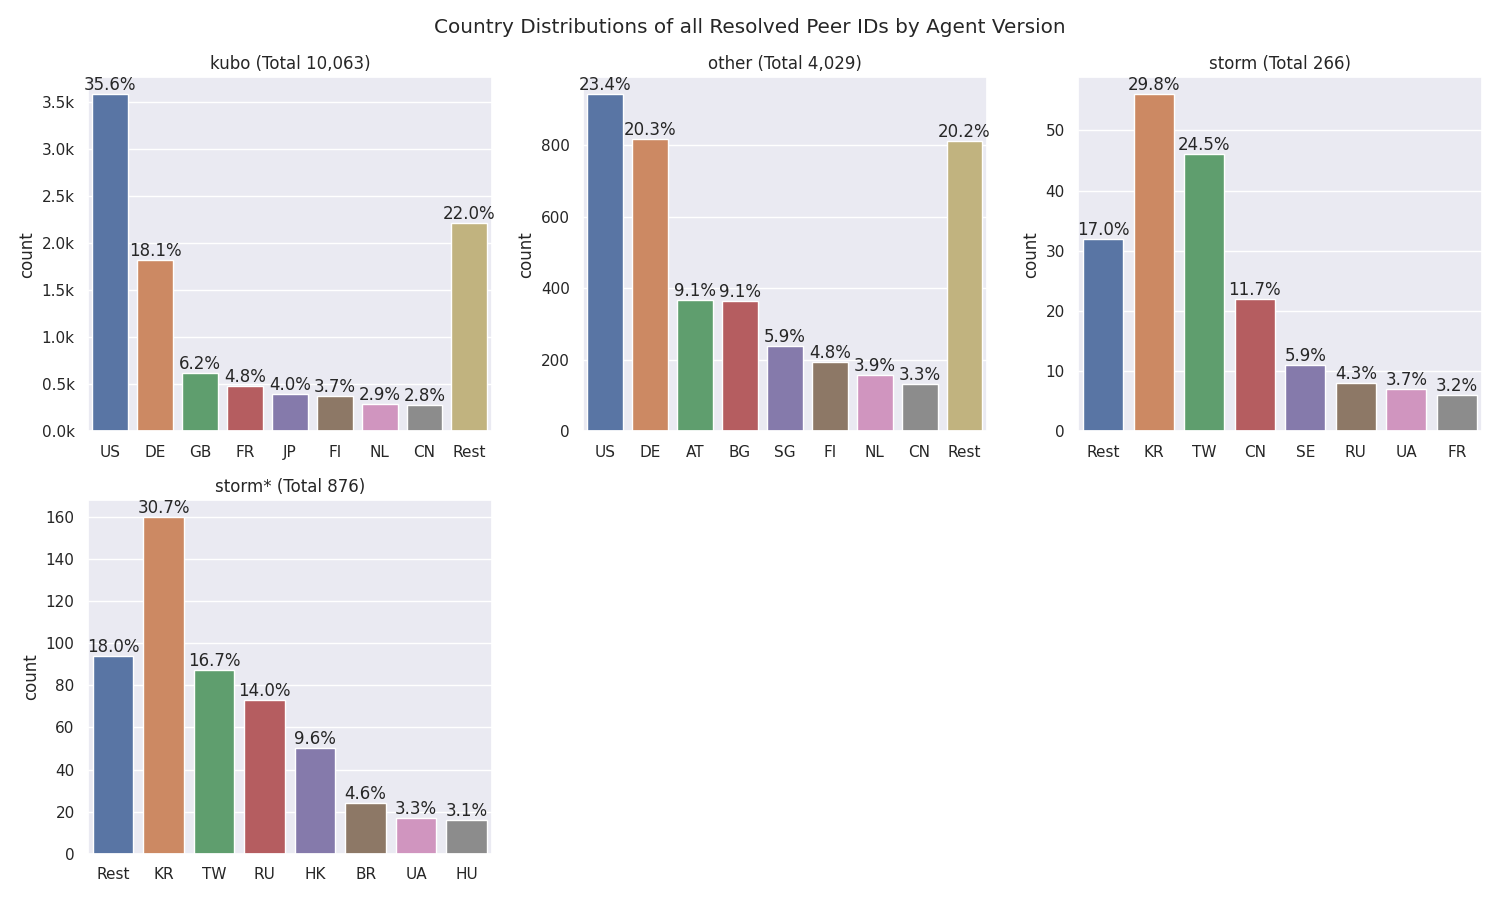 Country Distributions of all Resolved Peer IDs by Agent Version
kubo (Total 10,063)
count
3.5k
3.0k
2.5k
2.0k
1.5k
1.0k
0.5k
0.0k
35.6%
18.1%
6.2%
4.8%
4.0%
3.7%
2.9%
2.8%
22.0%
US DE GB FR JP FI NL CN Rest
other (Total 4,029)
count
800
600
400
200
0
23.4%
20.3%
9.1%
9.1%
5.9%
4.8%
3.9%
3.3%
20.2%
US DE AT BG SG FI NL CN Rest
storm (Total 266)
count
50
40
30
20
10
0
17.0%
29.8%
24.5%
11.7%
5.9%
4.3%
3.7%
3.2%
Rest KR TW CN SE RU UA FR
storm* (Total 876)
count
160
140
120
100
80
60
40
20
0
18.0%
30.7%
16.7%
14.0%
9.6%
4.6%
3.3%
3.1%
Rest KR TW RU HK BR UA HU